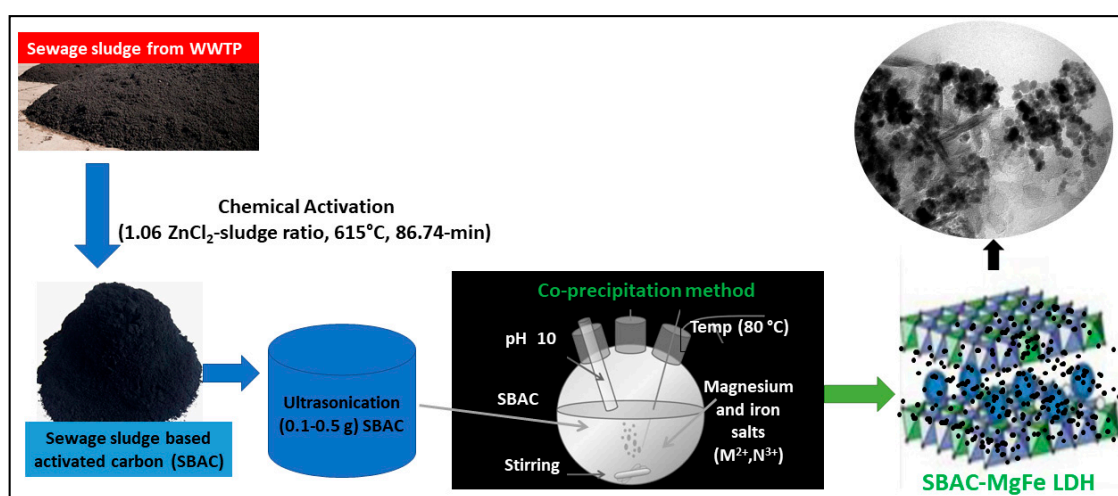 Sewage sludge from WWTP
Chemical Activation
(1.06 ZnCl₂-sludge ratio, 615°C, 86.74-min)
Sewage sludge based
activated carbon (SBAC)
Ultrasonication
(0.1-0.5 g) SBAC
Co-precipitation method
pH 10
Temp (80 °C)
SBAC
Magnesium
and iron
salts
(M²⁺,N³⁺)
Stirring
SBAC-MgFe LDH